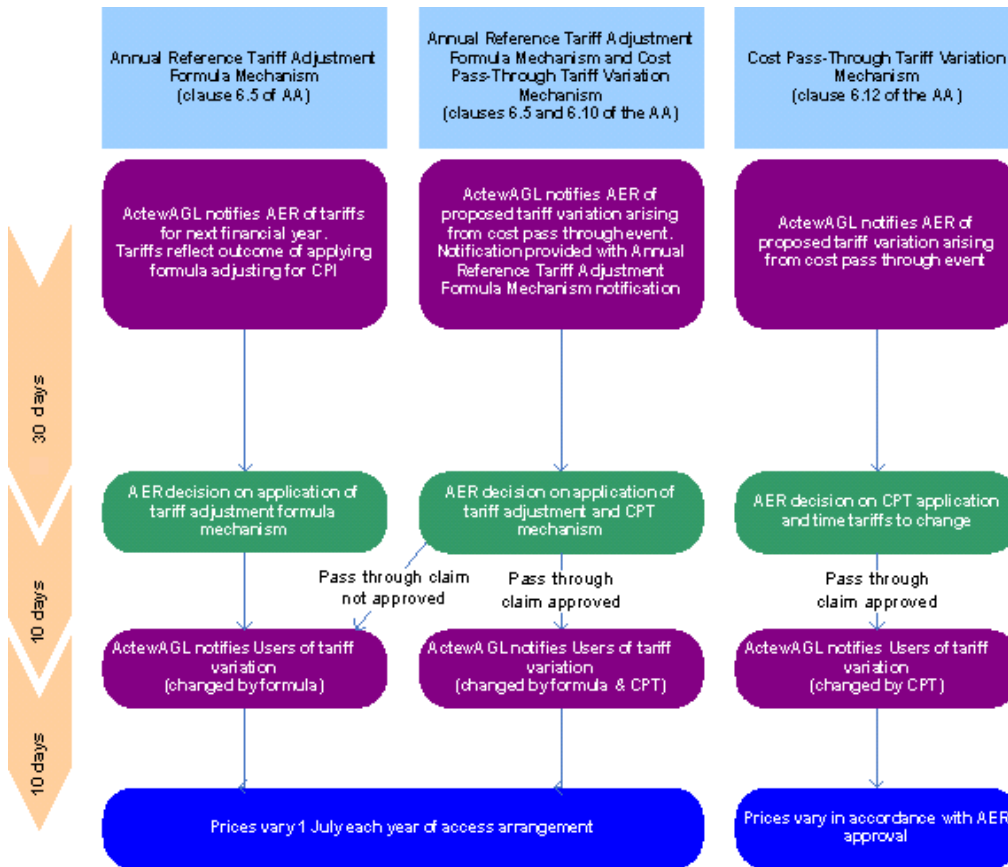 Annual Reference Tariff Adjustment
Formula Mechanism
(clause 6.5 of AA)
Annual Reference Tariff Adjustment
Formula Mechanism and Cost
Pass-Through Tariff Variation
Mechanism
(clauses 6.5 and 6.10 of the AA)
Cost Pass-Through Tariff Variation
Mechanism
(clause 6.12 of the AA)
ActewAGL notifies AER of tariffs
for next financial year.
Tariffs reflect outcome of applying
formula adjusting for CPI
ActewAGL notifies AER of
proposed tariff variation arising
from cost pass through event.
Notification provided with Annual
Reference Tariff Adjustment
Formula Mechanism notification
ActewAGL notifies AER of
proposed tariff variation arising
from cost pass through event
30 days
AER decision on application of
tariff adjustment formula
mechanism
AER decision on application of
tariff adjustment and CPT
mechanism
AER decision on CPT application
and time tariffs to change
10 days
Pass through claim
not approved
Pass through
claim approved
Pass through
claim approved
ActewAGL notifies Users of tariff
variation
(changed by formula)
ActewAGL notifies Users of tariff
variation
(changed by formula & CPT)
ActewAGL notifies Users of tariff
variation
(changed by CPT)
10 days
Prices vary 1 July each year of access arrangement
Prices vary in accordance with AER
approval